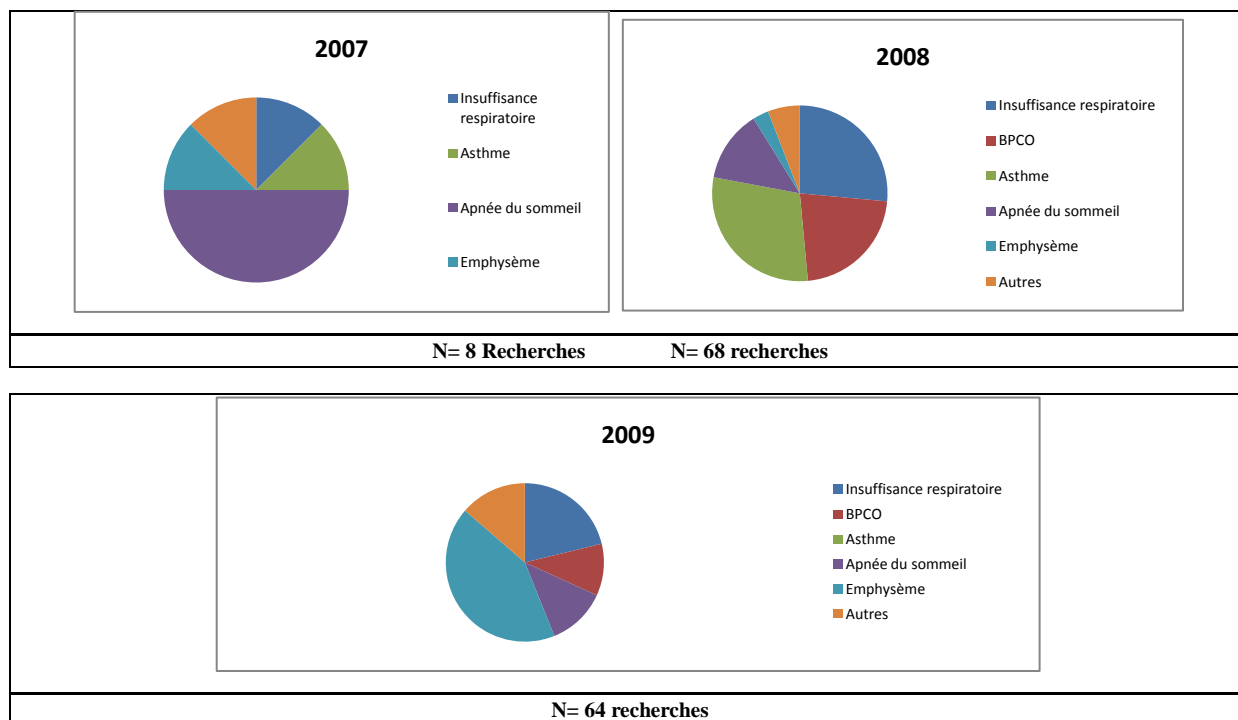 2007
Insuffisance
respiratoire
Asthme
Apnée du sommeil
Emphysème
2008
Insuffisance respiratoire
BPCO
Asthme
Apnée du sommeil
Emphysème
Autres
N= 8 Recherches N= 68 recherches
2009
Insuffisance respiratoire
BPCO
Asthme
Apnée du sommeil
Emphysème
Autres
N= 64 recherches